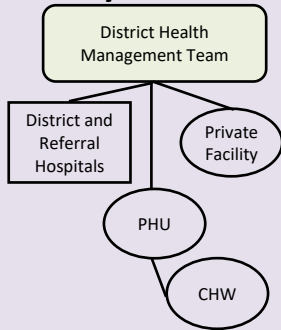 District Health
Management Team
District and
Referral
Hospitals
Private
Facility
PHU
CHW